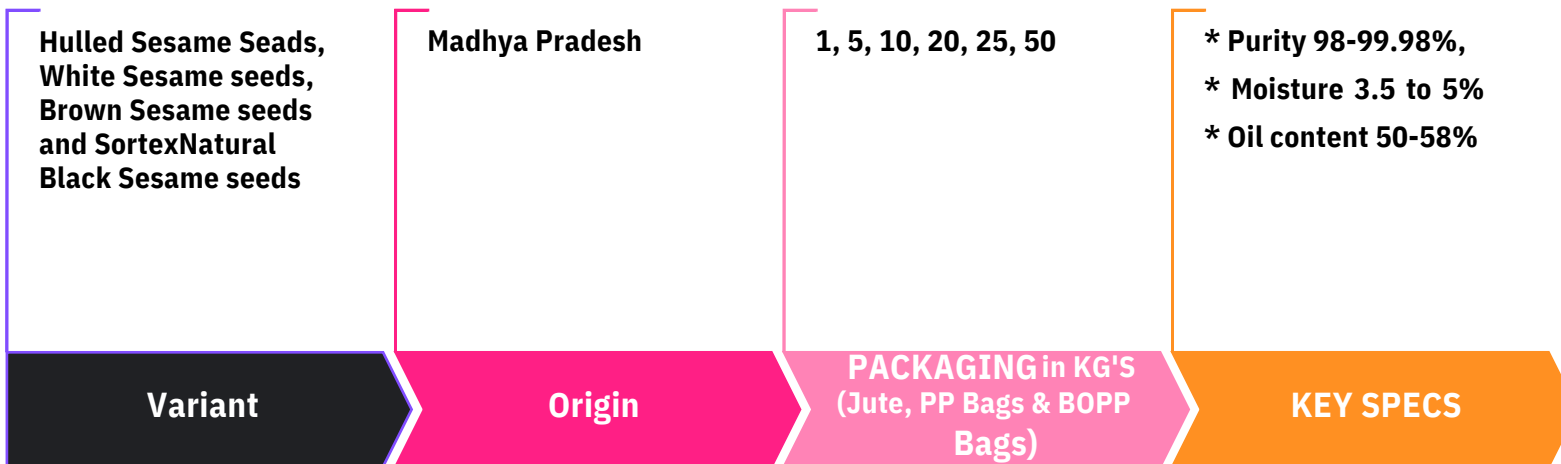 Hulled Sesame Seads,
White Sesame seeds,
Brown Sesame seeds
and SortexNatural
Black Sesame seeds
Variant
Madhya Pradesh
Origin
1, 5, 10, 20, 25, 50
PACKAGING in KG'S
(Jute, PP Bags & BOPP
Bags)
* Purity 98-99.98%,
* Moisture 3.5 to 5%
* Oil content 50-58%
KEY SPECS